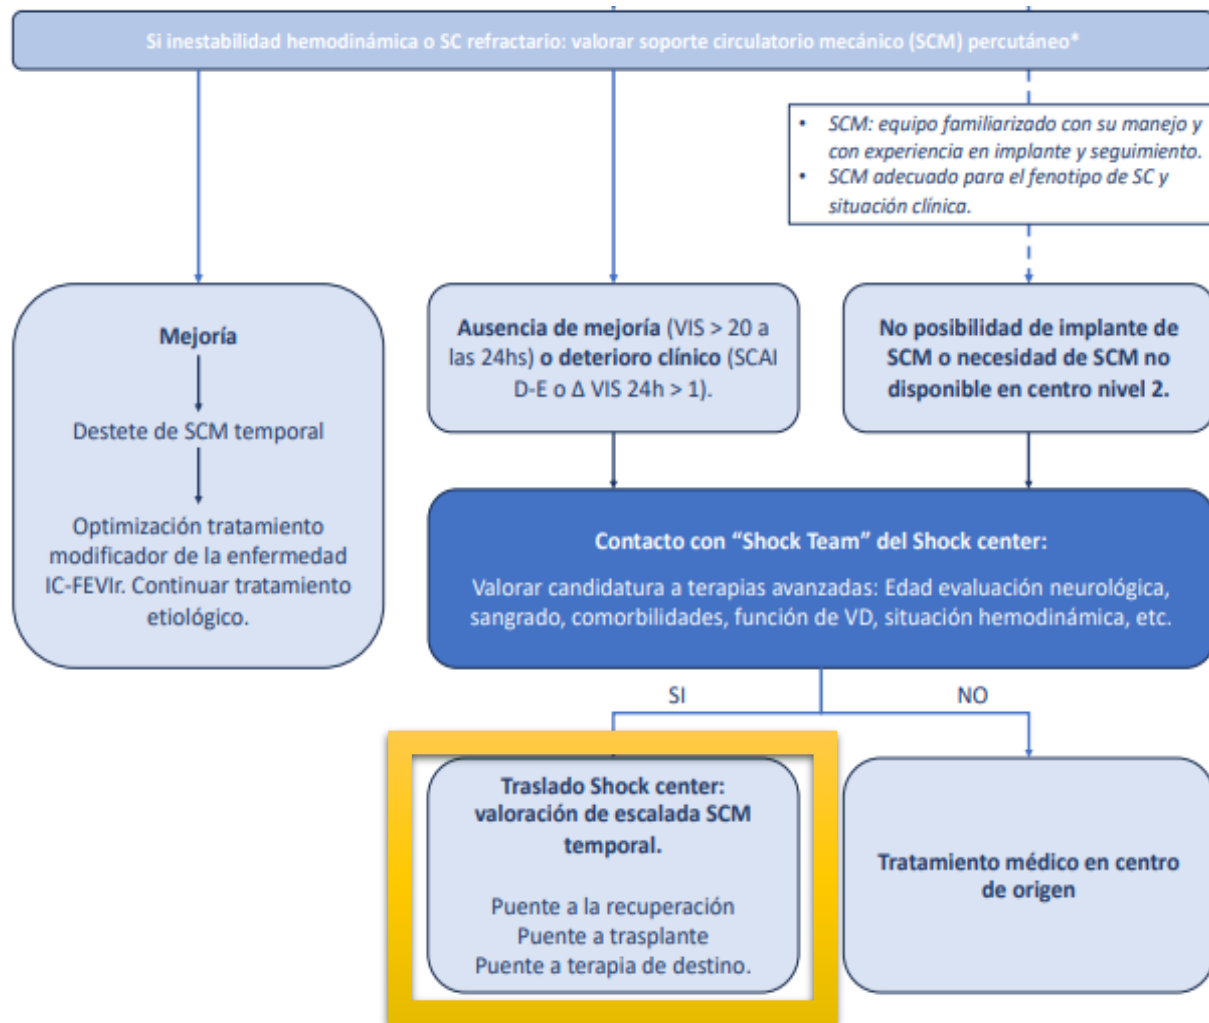 Si inestabilidad hemodinámica o SC refractario: valorar soporte circulatorio mecánico (SCM) percutáneo*
• SCM: equipo familiarizado con su manejo y
con experiencia en implante y seguimiento.
• SCM adecuado para el fenotipo de SC y
situación clínica.
Mejoría
Destete de SCM temporal
Optimización tratamiento
modificador de la enfermedad
IC-FEVIr. Continuar tratamiento
etiológico.
Ausencia de mejoría (VIS > 20 a
las 24hs) o deterioro clínico (SCAI
D-E o Δ VIS 24h > 1).
No posibilidad de implante de
SCM o necesidad de SCM no
disponible en centro nivel 2.
Contacto con “Shock Team” del Shock center:
Valorar candidatura a terapias avanzadas: Edad evaluación neurológica,
sangrado, comorbilidades, función de VD, situación hemodinámica, etc.
SI
NO
Traslado Shock center:
valoración de escalada SCM
temporal.
Puente a la recuperación
Puente a trasplante
Puente a terapia de destino.
Tratamiento médico en centro
de origen